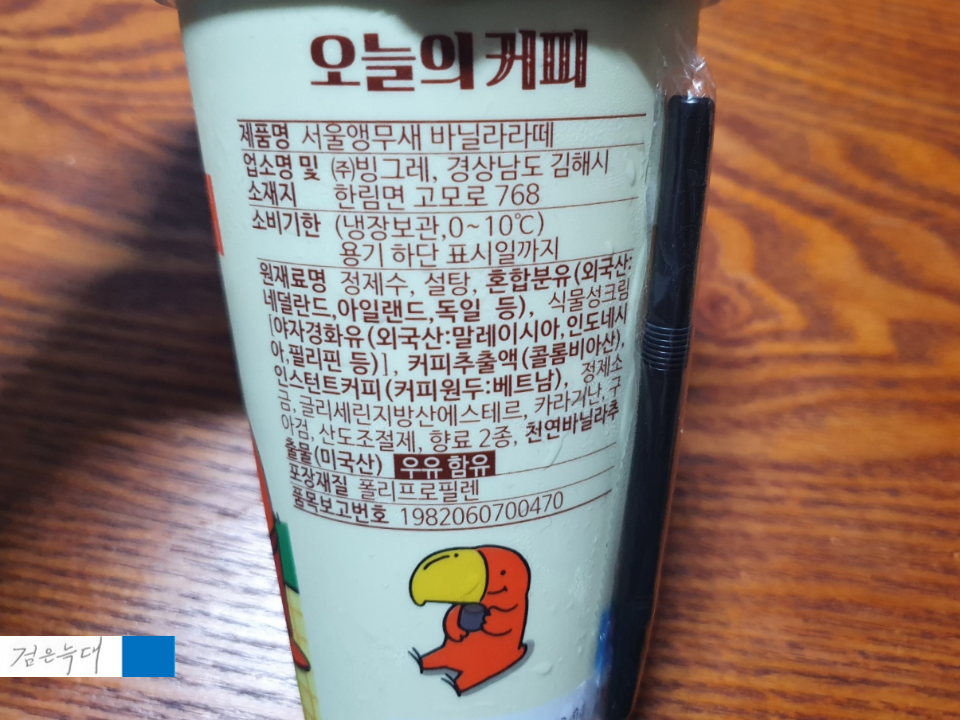 오늘의 커피
제품명 서울앵무새 바닐라라떼
업소명 및 ㈜빙그레, 경상남도 김해시
소재지 한림면 고모로 768
소비기한 (냉장보관,0~10℃)
용기 하단 표시일까지
원재료명 정제수, 설탕, 혼합분유(외국산:
네덜란드,아일랜드,독일 등), 식물성크림
[야자경화유(외국산:말레이시아,인도네시
아,필리핀 등)], 커피추출액(콜롬비아산),
인스턴트커피(커피원두:베트남), 정제소
금, 글리세린지방산에스테르, 카라기난, 구
아검, 산도조절제, 향료 2종, 천연바닐라추
출물(미국산) 우유 함유
포장재질 폴리프로필렌
품목보고번호 1982060700470
검은늑대